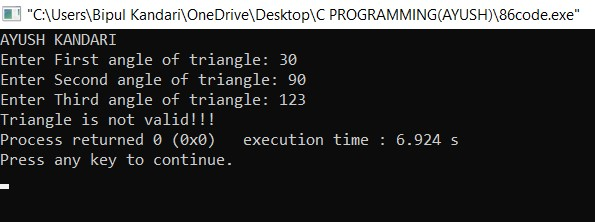 "C:\Users\Bipul Kandari\OneDrive\Desktop\C PROGRAMMING(AYUSH)\86code.exe"
AYUSH KANDARI
Enter First angle of triangle: 30
Enter Second angle of triangle: 90
Enter Third angle of triangle: 123
Triangle is not valid!!!
Process returned 0 (0x0)   execution time : 6.924 s
Press any key to continue.